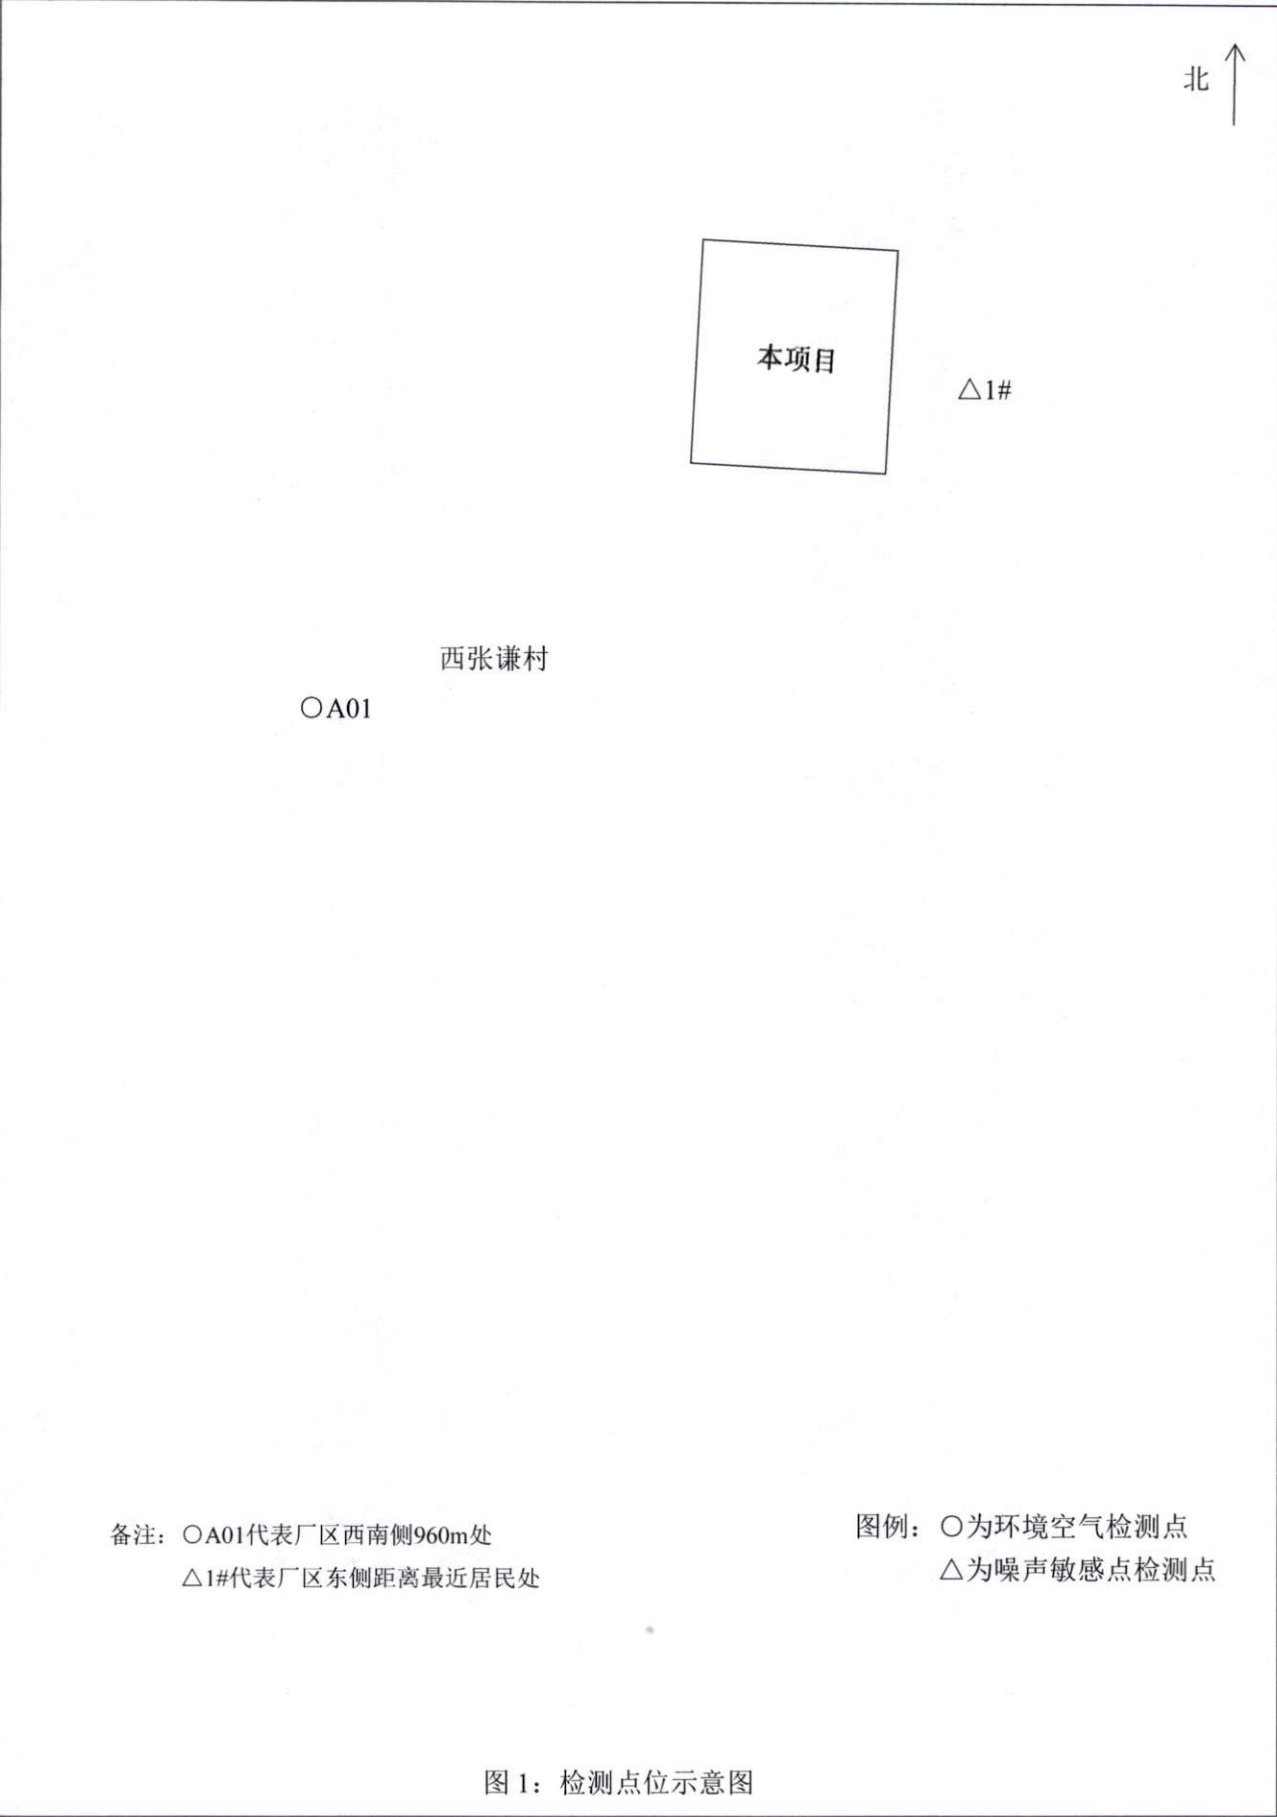 北
本项目
△1#
西张谦村
○A01
备注：○A01代表厂区西南侧960m处
△1#代表厂区东侧距离最近居民处
图例：○为环境空气检测点
△为噪声敏感点检测点
图 1：检测点位示意图